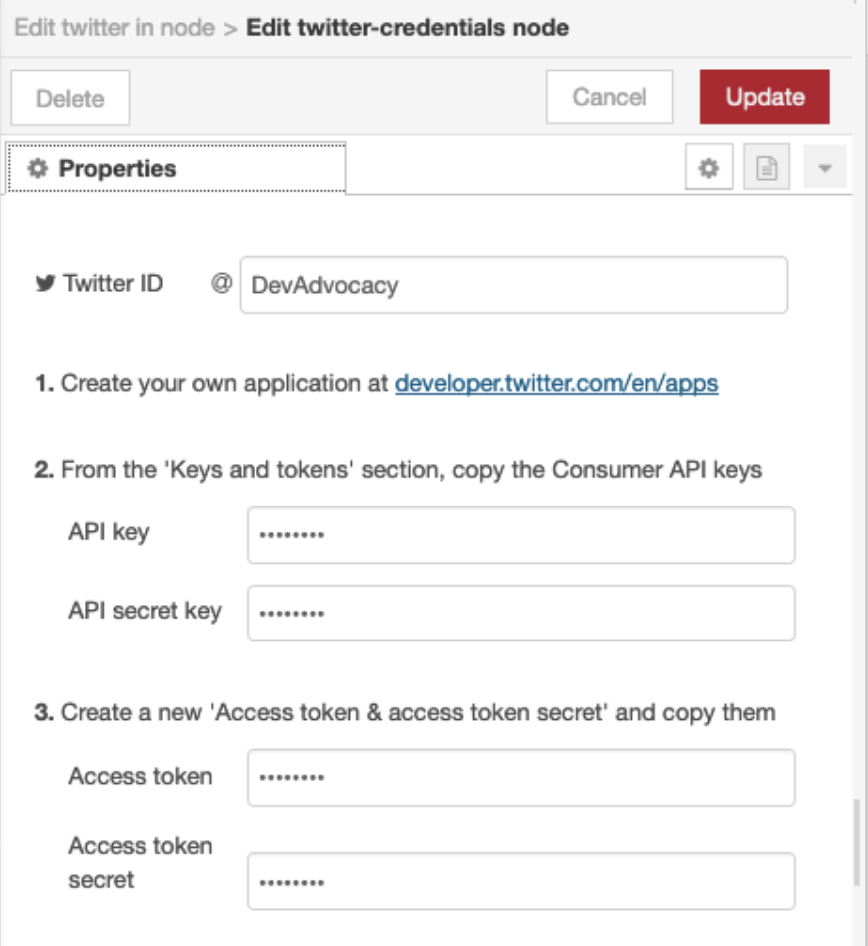 Edit twitter in node > Edit twitter-credentials node
Delete
Cancel
Update
Properties
Twitter ID
@
DevAdvocacy
1. Create your own application at developer.twitter.com/en/apps
2. From the 'Keys and tokens' section, copy the Consumer API keys
API key
••••••••
API secret key
••••••••
3. Create a new 'Access token & access token secret' and copy them
Access token
••••••••
Access token
secret
••••••••